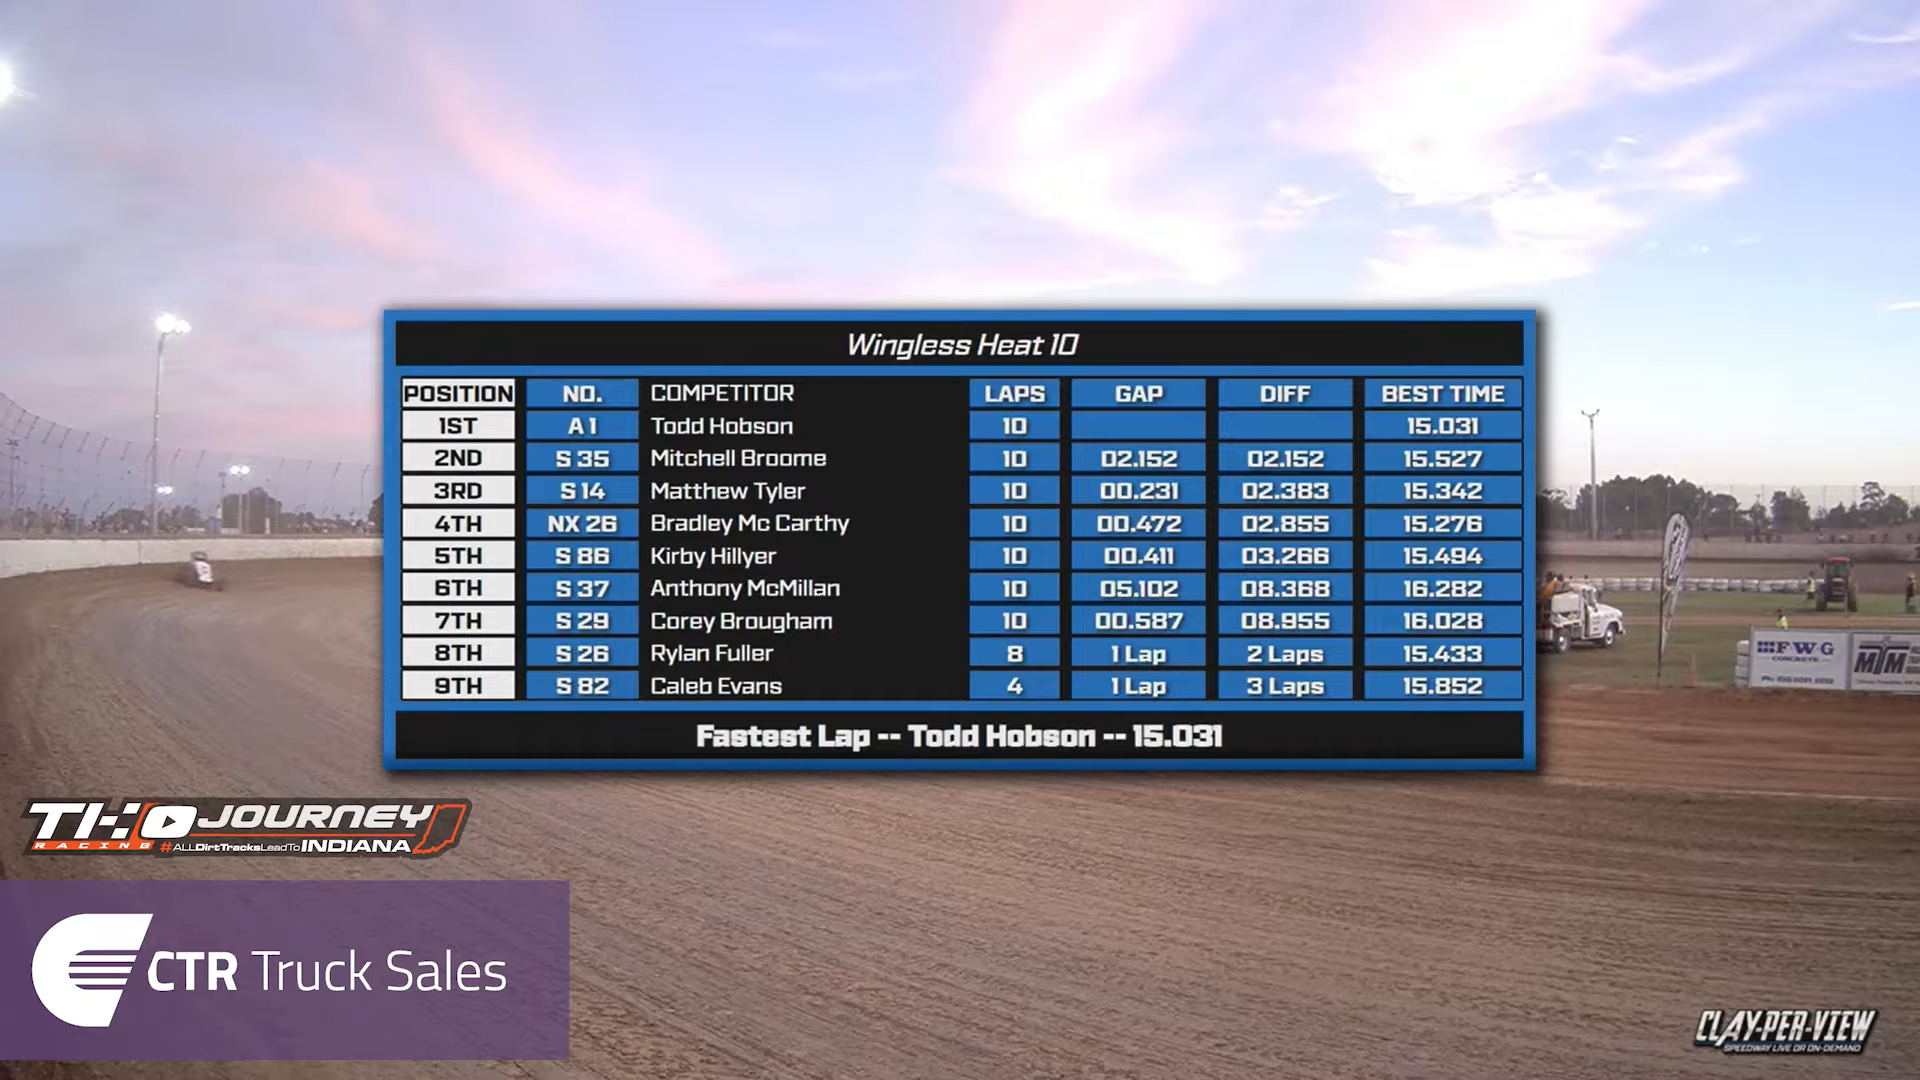 Wingless Heat 10
POSITION NO. COMPETITOR LAPS GAP DIFF BEST TIME
1ST A 1 Todd Hobson 10 15.031
2ND S 35 Mitchell Broome 10 02.152 02.152 15.527
3RD S 14 Matthew Tyler 10 00.231 02.383 15.342
4TH NX 26 Bradley Mc Carthy 10 00.472 02.855 15.276
5TH S 86 Kirby Hillyer 10 00.411 03.266 15.494
6TH S 37 Anthony McMillan 10 05.102 08.368 16.282
7TH S 29 Corey Brougham 10 00.587 08.955 16.028
8TH S 26 Rylan Fuller 8 1 Lap 2 Laps 15.433
9TH S 82 Caleb Evans 4 1 Lap 3 Laps 15.852
Fastest Lap -- Todd Hobson -- 15.031
FWG
CONCRETE
MTM
JOURNEY
RACING #ALLDirtTracksLeadTo INDIANA
CTR Truck Sales
CLAY-PER-VIEW
SPEEDWAY LIVE OR ON-DEMAND